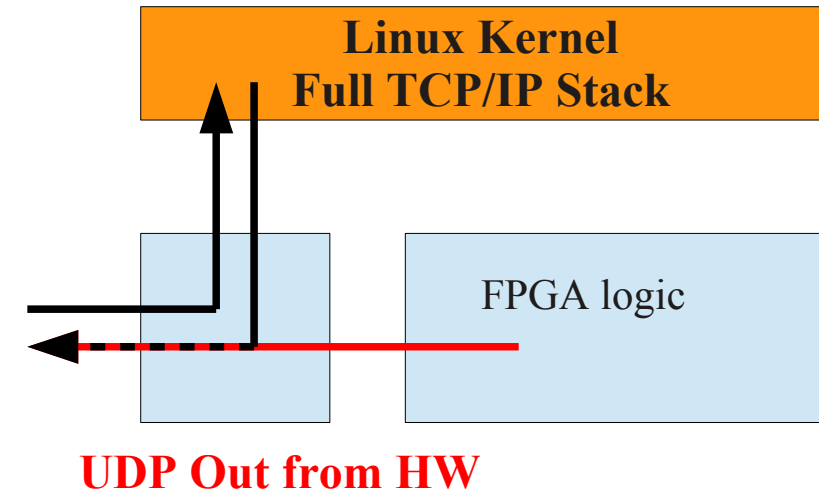 Linux Kernel
Full TCP/IP Stack
FPGA logic
UDP Out from HW